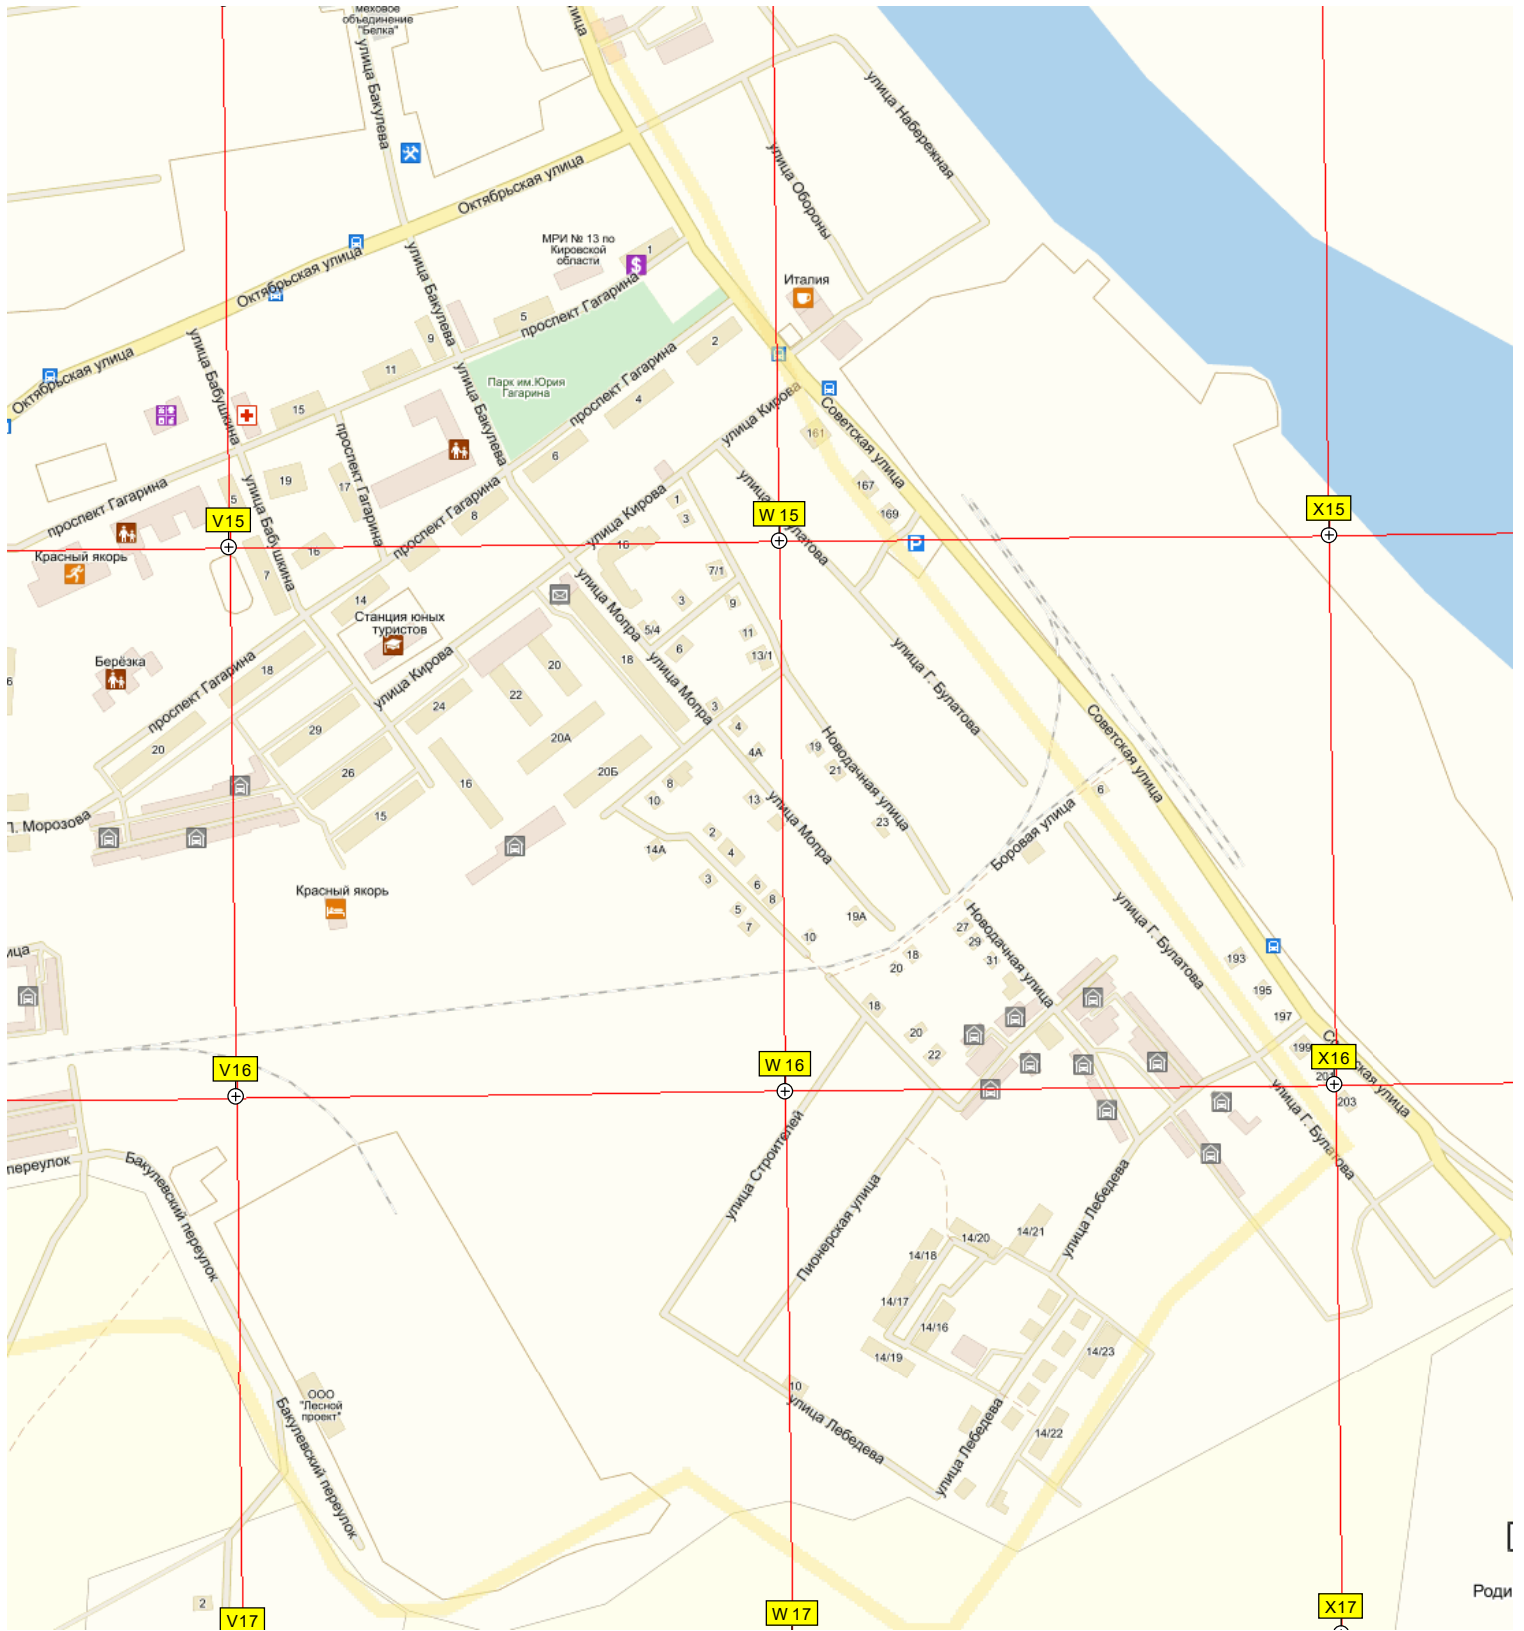 меховое
объединение
"Белка"
улица Бакулева
улица Набережная
улица Обороны
Октябрьская улица
МРИ № 13 по
Кировской
области
1
улица Бакулева
Октябрьская улица
Италия
5
проспект Гагарина
9
2
улица Бабушкина
Октябрьская улица
11
Парк им.Юрия
Гагарина
проспект Гагарина
4
улица Бакулева
15
улица Кирова
Советская улица
161
проспект Гагарина
6
19
17
167
проспект Гагарина
5
улица Бабушкина
проспект Гагарина
8
улица Кирова
1
3
169
V15
W 15
X15
16
16
Красный якорь
7
7/1
14
улица Мопра
3
9
Станция юных
туристов
5/4
11
6
13/1
Берёзка
18
20
18
улица Кирова
улица Мопра
улица Г. Булатова
6
проспект Гагарина
22
24
3
4
20
29
20А
4А
19
21
Новодачная улица
Советская улица
26
16
20Б
8
10
13
6
П. Морозова
15
улица Мопра
23
Боровая улица
2
14А
4
3
6
8
Красный якорь
5
7
19А
10
улица Г. Булатова
27
29
31
Новодачная улица
18
20
193
195
197
18
20
22
199
V16
W 16
X16
203
Советская улица
улица Г. Булатова
переулок
Бакулевский переулок
улица Строителей
Пионерская улица
улица Лебедева
14/18
14/20
14/21
14/17
14/16
14/19
14/23
10
улица Лебедева
улица Лебедева
14/22
ООО
"Лесной
проект"
Бакулевский переулок
2
Роди
V17
W 17
X17